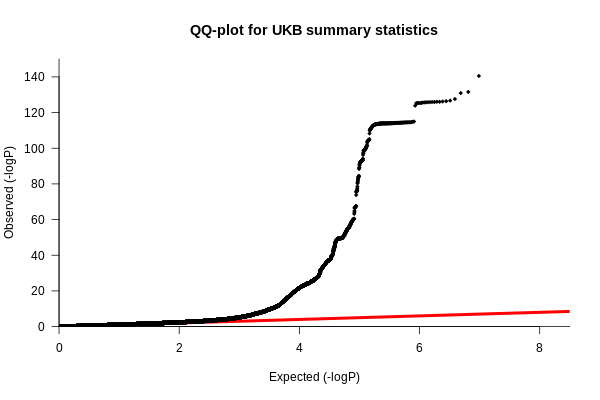 QQ-plot for UKB summary statistics
Observed (-logP)
140
120
100
80
60
40
20
0
0 2 4 6 8
Expected (-logP)